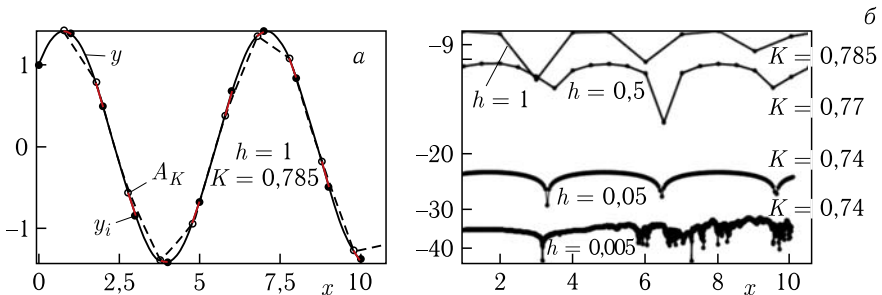 б
а
y
1
0
−1
A_K
y_i
h = 1
K = 0,785
0
2,5
5
7,5
x
10
−9
−20
−30
−40
h = 1
h = 0,5
h = 0,05
h = 0,005
K = 0,785
K = 0,77
K = 0,74
K = 0,74
2
4
6
8
x
10